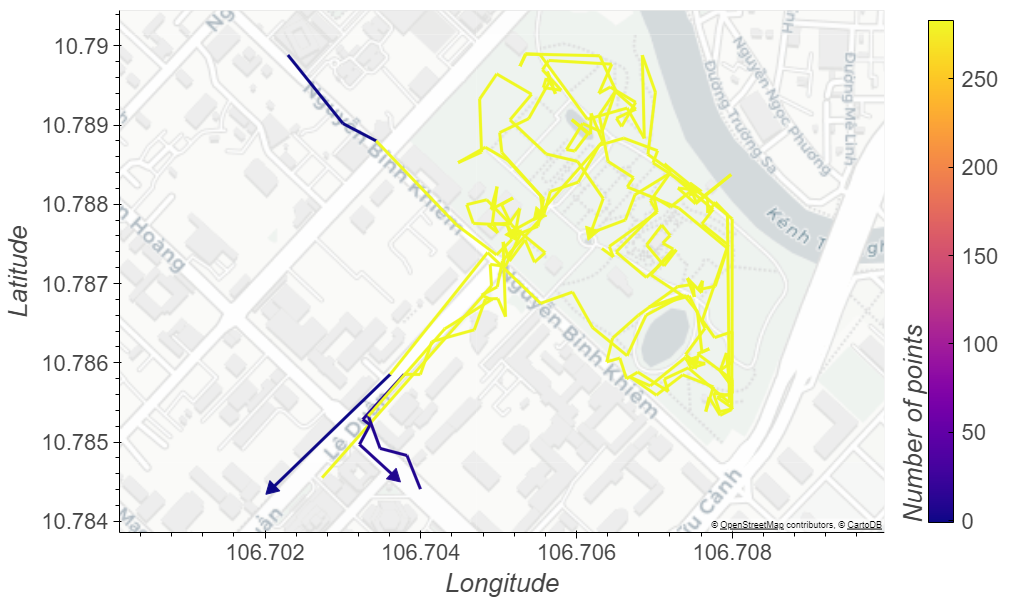 10.79
10.789
10.788
10.787
10.786
10.785
10.784
Latitude
106.702
106.704
106.706
106.708
Longitude
250
200
150
100
50
0
Number of points
Nguyễn Bỉnh Khiêm
Nguyễn Bỉnh Khiêm
Lê Du
Hoàng
Kênh T
Đường Trường Sa
Nguyễn Ngọc Phương
Đường Mê Linh
Cảnh
© OpenStreetMap contributors, © CartoDB